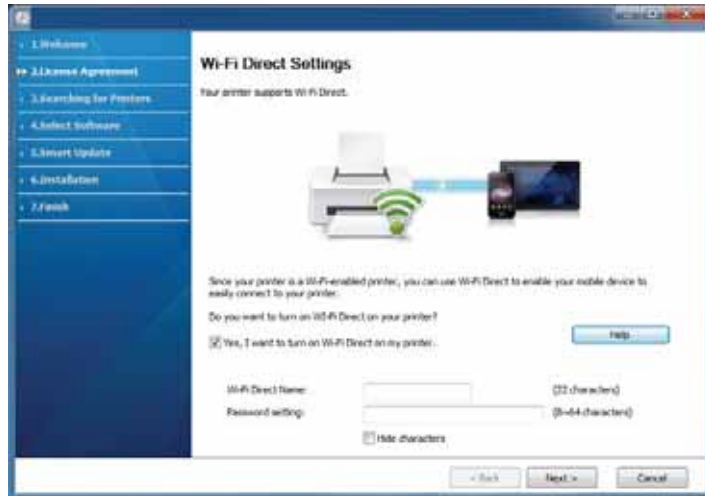 1.Welcome
2.License Agreement
3.Searching for Printers
4.Select Software
5.Smart Update
6.Installation
7.Finish
Wi-Fi Direct Settings
Your printer supports Wi-Fi Direct.
Since your printer is a Wi-Fi-enabled printer, you can use Wi-Fi Direct to enable your mobile device to
easily connect to your printer.
Do you want to turn on Wi-Fi Direct on your printer?
Help
Yes, I want to turn on Wi-Fi Direct on my printer.
Wi-Fi Direct Name: (22 characters)
Password setting: (8~64 characters)
Hide characters
< Back Next > Cancel